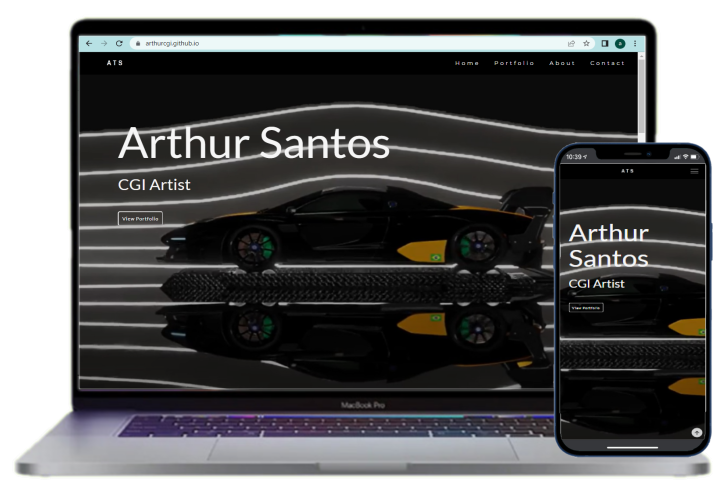 arthurcgi.github.io
ATS
Home Portfolio About Contact
Arthur Santos
CGI Artist
View Portfolio
MacBook Pro
10:39
ATS
Arthur
Santos
CGI Artist
View Portfolio